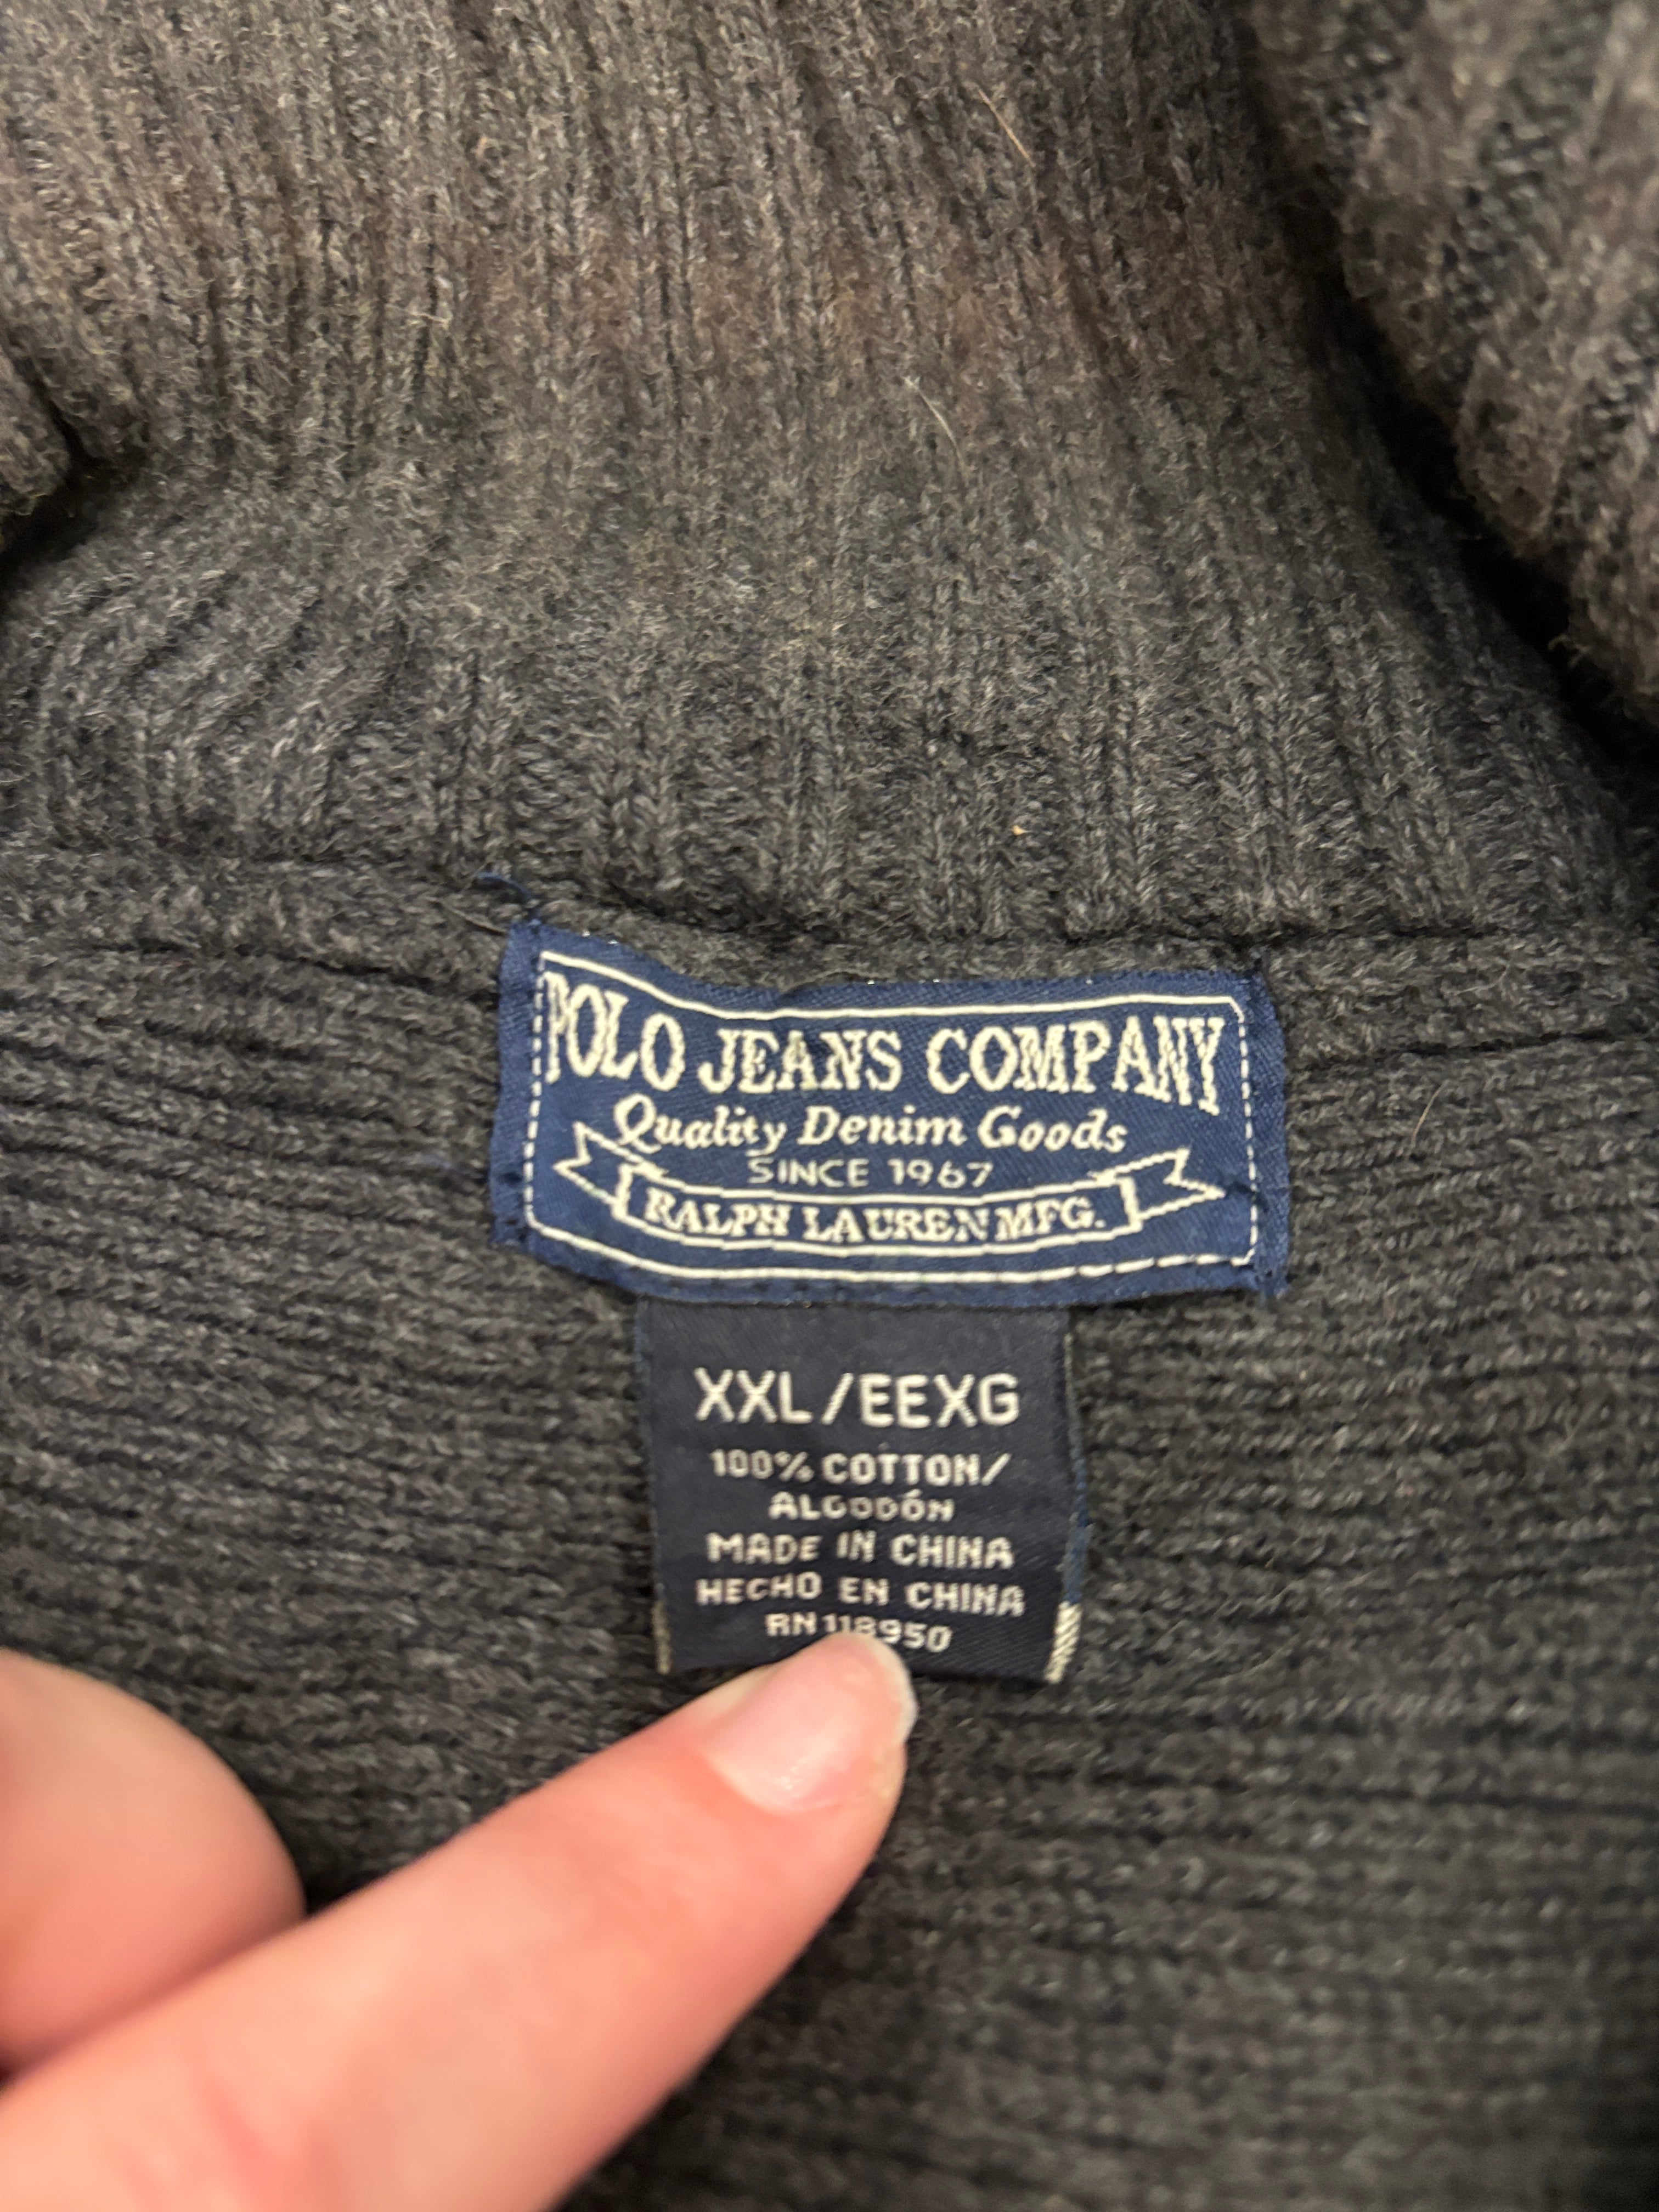 POLO JEANS COMPANY
Quality Denim Goods
SINCE 1967
RALPH LAUREN MFG.
XXL/EEXG
100% COTTON/
ALGODÓN
MADE IN CHINA
HECHO EN CHINA
RN 118950